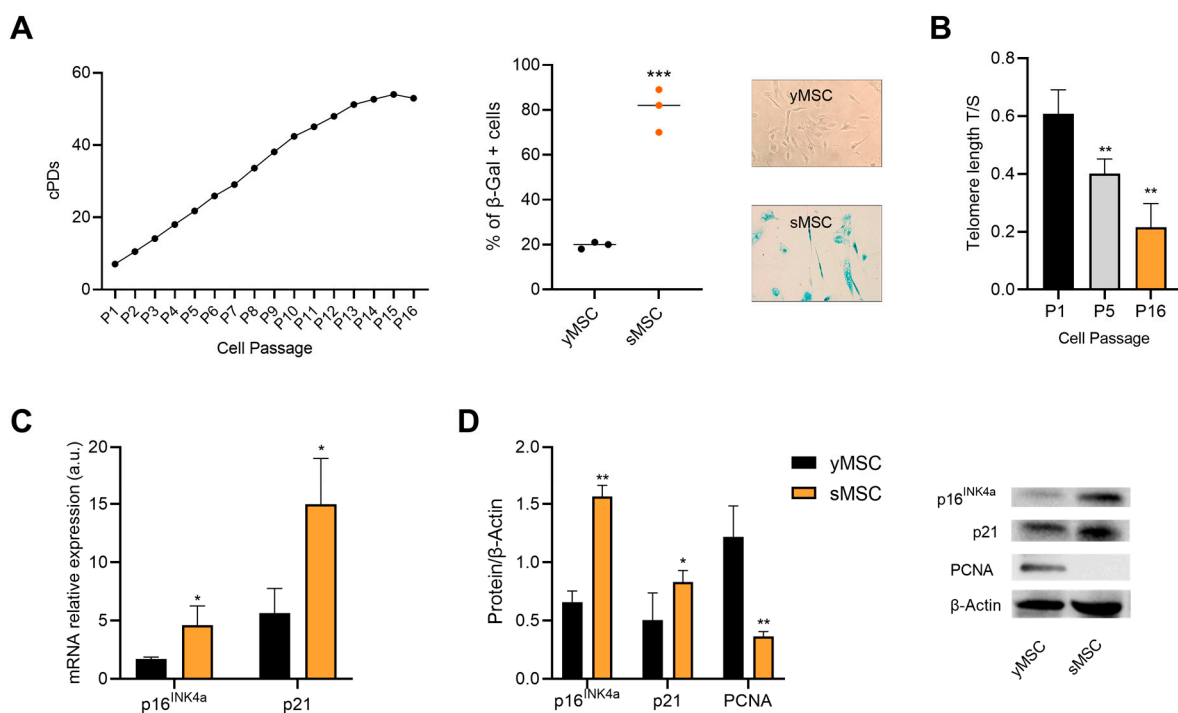 A
60
40
20
0
cPDs
P1 P2 P3 P4 P5 P6 P7 P8 P9 P10 P11 P12 P13 P14 P15 P16
Cell Passage
100
80
60
40
20
0
% of β-Gal + cells
***
yMSC sMSC
yMSC
sMSC
B
0.8
0.6
0.4
0.2
0.0
Telomere length T/S
**
**
P1 P5 P16
Cell Passage
C
20
15
10
5
0
mRNA relative expression (a.u.)
*
*
p16INK4a p21
D
2.0
1.5
1.0
0.5
0.0
Protein/β-Actin
**
*
**
p16INK4a p21 PCNA
yMSC
sMSC
p16INK4a
p21
PCNA
β-Actin
yMSC sMSC